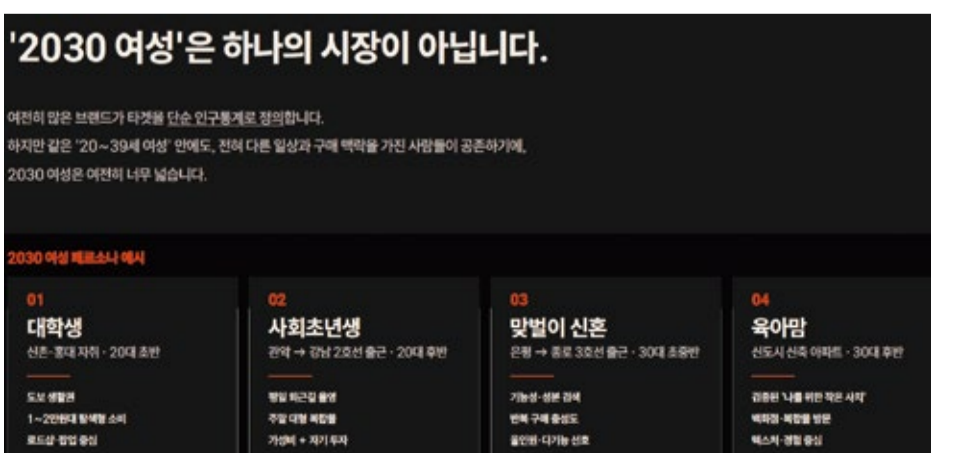 '2030 여성'은 하나의 시장이 아닙니다.
여전히 많은 브랜드가 타겟을 단순 인구통계로 정의합니다.
하지만 같은 '20~39세 여성' 안에도, 전혀 다른 일상과 구매 맥락을 가진 사람들이 공존하기에,
2030 여성은 여전히 너무 넓습니다.
2030 여성 페르소나 예시
01
대학생
신촌·홍대 자취 · 20대 초반
도보 생활권
1~2만원대 탐색형 소비
로드샵·팝업 중심
02
사회초년생
관악 → 강남 2호선 출근 · 20대 후반
평일 퇴근길 올영
주말 대형 복합몰
가성비 + 자기 투자
03
맞벌이 신혼
은평 → 종로 3호선 출근 · 30대 초중반
기능성·성분 검색
반복 구매 충성도
올인원·다기능 선호
04
육아맘
신도시 신축 아파트 · 30대 후반
검증된 '나를 위한 작은 사치'
백화점·복합몰 방문
텍스처·경험 중심